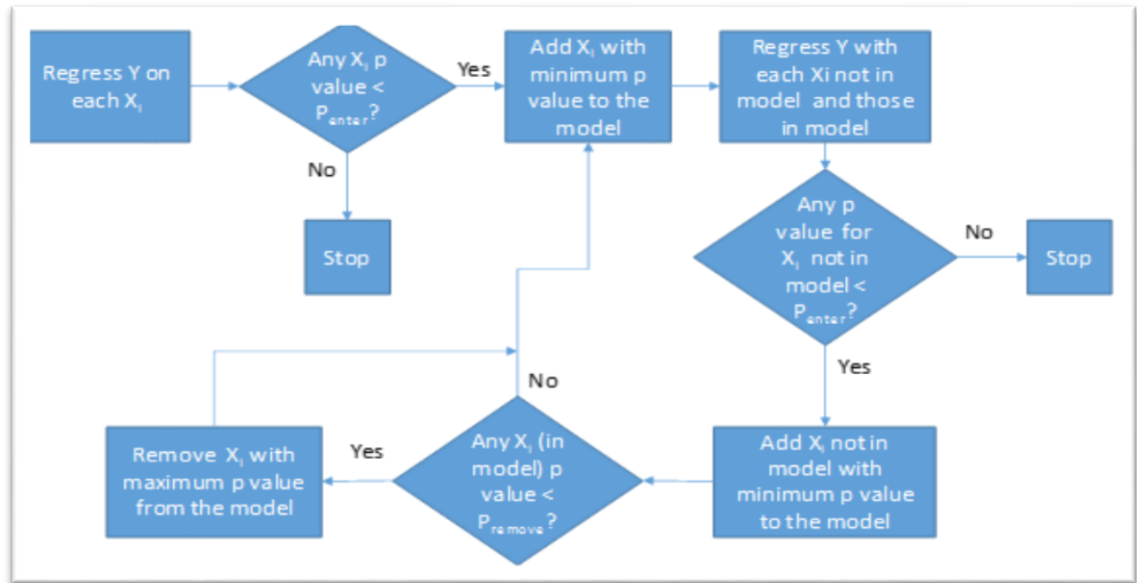 Regress Y on
each Xi
Any Xi p
value <
Penter?
Yes
No
Stop
Add Xi with
minimum p
value to the
model
Regress Y with
each Xi not in
model and those
in model
Any p
value for
Xi not in
model <
Penter?
No
Stop
Yes
Add Xi not in
model with
minimum p value
to the model
Any Xi (in
model) p
value <
Premove?
No
Yes
Remove Xi with
maximum p value
from the model